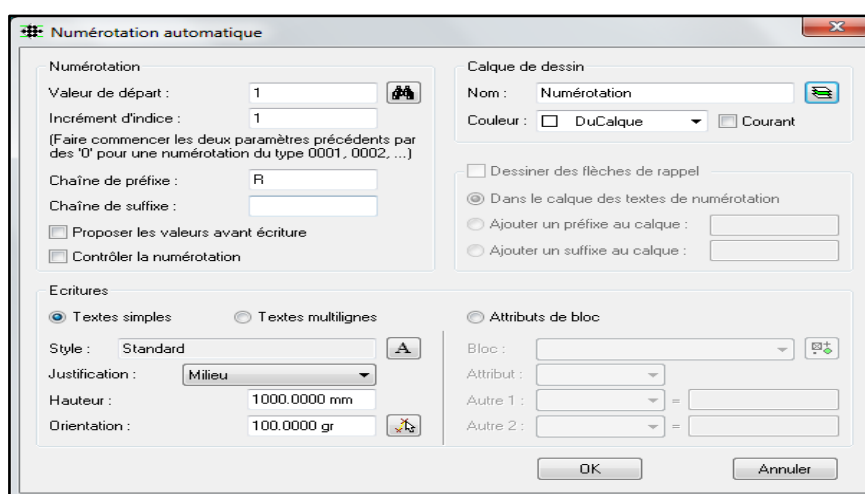 Numérotation automatique
Numérotation
Valeur de départ : 1
Incrément d'indice : 1
(Faire commencer les deux paramètres précédents par
des '0' pour une numérotation du type 0001, 0002, ...)
Chaîne de préfixe : R
Chaîne de suffixe :
Proposer les valeurs avant écriture
Contrôler la numérotation
Calque de dessin
Nom : Numérotation
Couleur : DuCalque Courant
Dessiner des flèches de rappel
Dans le calque des textes de numérotation
Ajouter un préfixe au calque :
Ajouter un suffixe au calque :
Ecritures
Textes simples Textes multilignes
Style : Standard A
Justification : Milieu
Hauteur : 1000.0000 mm
Orientation : 100.0000 gr
Attributs de bloc
Bloc :
Attribut :
Autre 1 : =
Autre 2 : =
OK Annuler